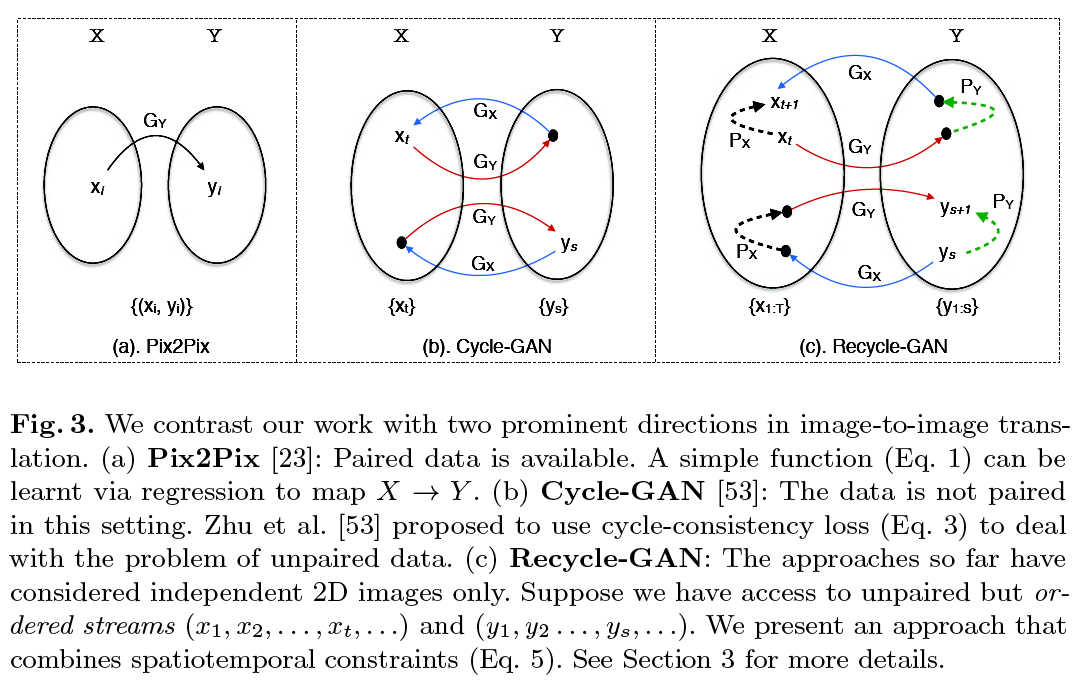 X Y
G_Y
x_i y_i
{(x_i, y_i)}
(a). Pix2Pix
X Y
G_X
x_t
G_Y
G_Y
y_s
G_X
{x_t} {y_s}
(b). Cycle-GAN
X Y
G_X
P_Y
x_{t+1}
P_X x_t
G_Y
G_Y y_{s+1} P_Y
P_X y_s
G_X
{x_{1:T}} {y_{1:S}}
(c). Recycle-GAN
Fig. 3. We contrast our work with two prominent directions in image-to-image trans-
lation. (a) Pix2Pix [23]: Paired data is available. A simple function (Eq. 1) can be
learnt via regression to map X → Y. (b) Cycle-GAN [53]: The data is not paired
in this setting. Zhu et al. [53] proposed to use cycle-consistency loss (Eq. 3) to deal
with the problem of unpaired data. (c) Recycle-GAN: The approaches so far have
considered independent 2D images only. Suppose we have access to unpaired but or-
dered streams (x_1, x_2, . . . , x_t, . . .) and (y_1, y_2 . . . , y_s, . . .). We present an approach that
combines spatiotemporal constraints (Eq. 5). See Section 3 for more details.